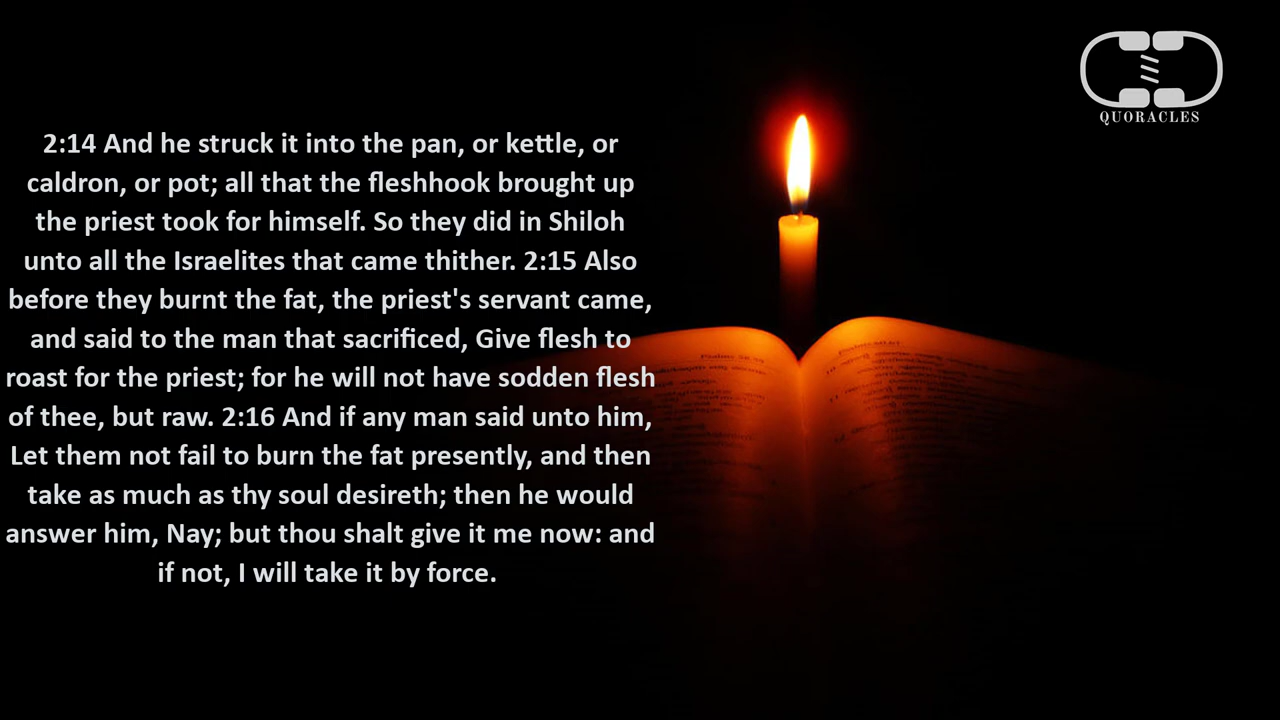 2:14 And he struck it into the pan, or kettle, or
caldron, or pot; all that the fleshhook brought up
the priest took for himself. So they did in Shiloh
unto all the Israelites that came thither. 2:15 Also
before they burnt the fat, the priest's servant came,
and said to the man that sacrificed, Give flesh to
roast for the priest; for he will not have sodden flesh
of thee, but raw. 2:16 And if any man said unto him,
Let them not fail to burn the fat presently, and then
take as much as thy soul desireth; then he would
answer him, Nay; but thou shalt give it me now: and
if not, I will take it by force.
QUORACLES